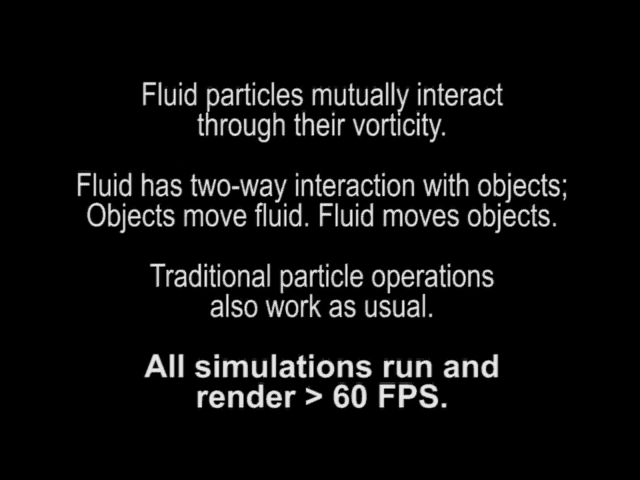 Fluid particles mutually interact
through their vorticity.
Fluid has two-way interaction with objects;
Objects move fluid. Fluid moves objects.
Traditional particle operations
also work as usual.
All simulations run and
render > 60 FPS.